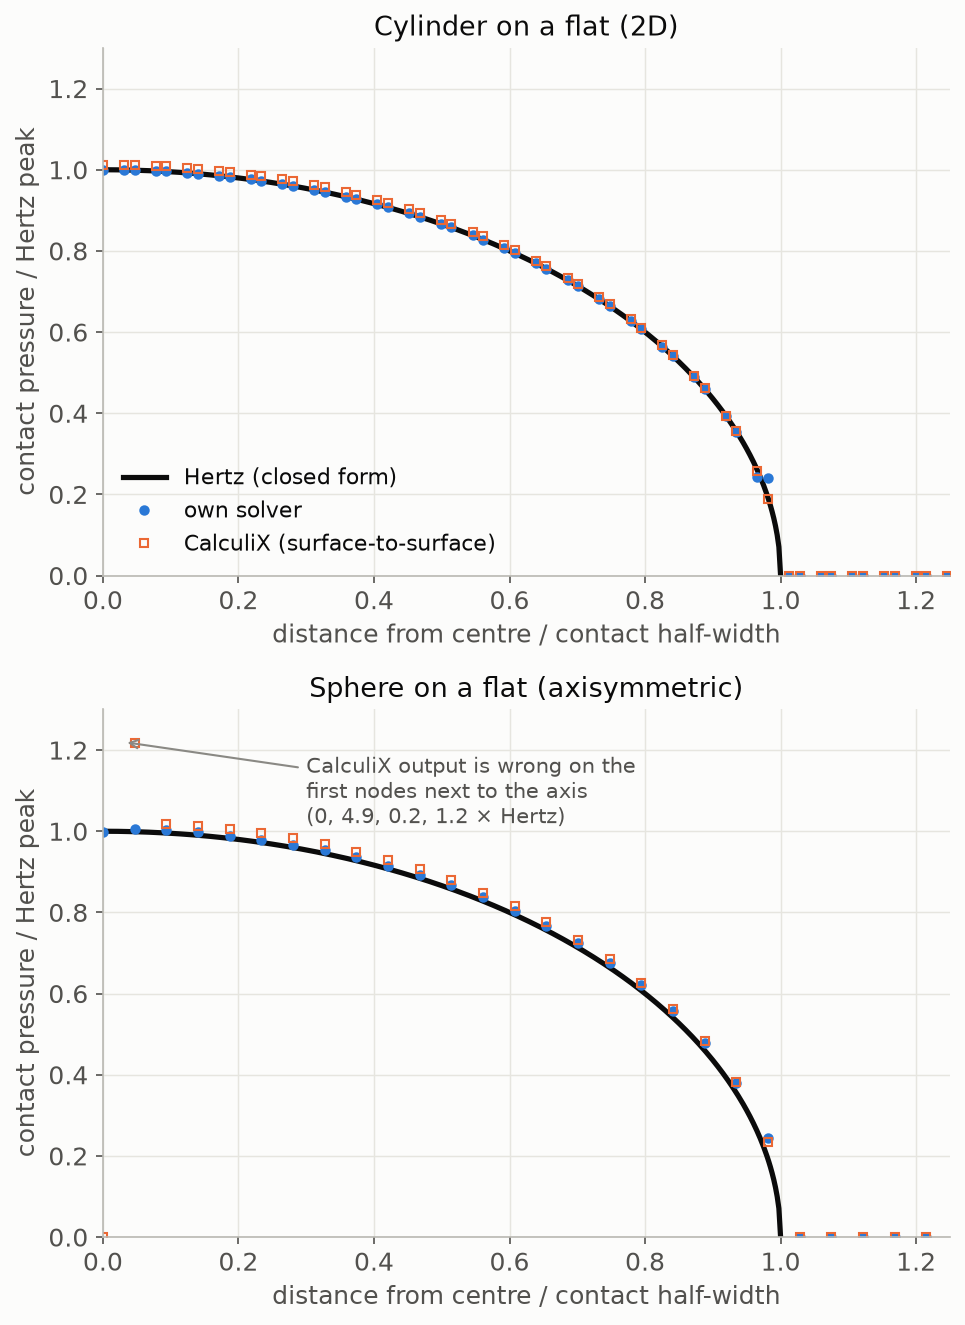 Cylinder on a flat (2D)
contact pressure / Hertz peak
1.2
1.0
0.8
0.6
0.4
0.2
0.0
Hertz (closed form)
own solver
CalculiX (surface-to-surface)
0.0 0.2 0.4 0.6 0.8 1.0 1.2
distance from centre / contact half-width
Sphere on a flat (axisymmetric)
contact pressure / Hertz peak
1.2
1.0
0.8
0.6
0.4
0.2
0.0
CalculiX output is wrong on the
first nodes next to the axis
(0, 4.9, 0.2, 1.2 × Hertz)
0.0 0.2 0.4 0.6 0.8 1.0 1.2
distance from centre / contact half-width